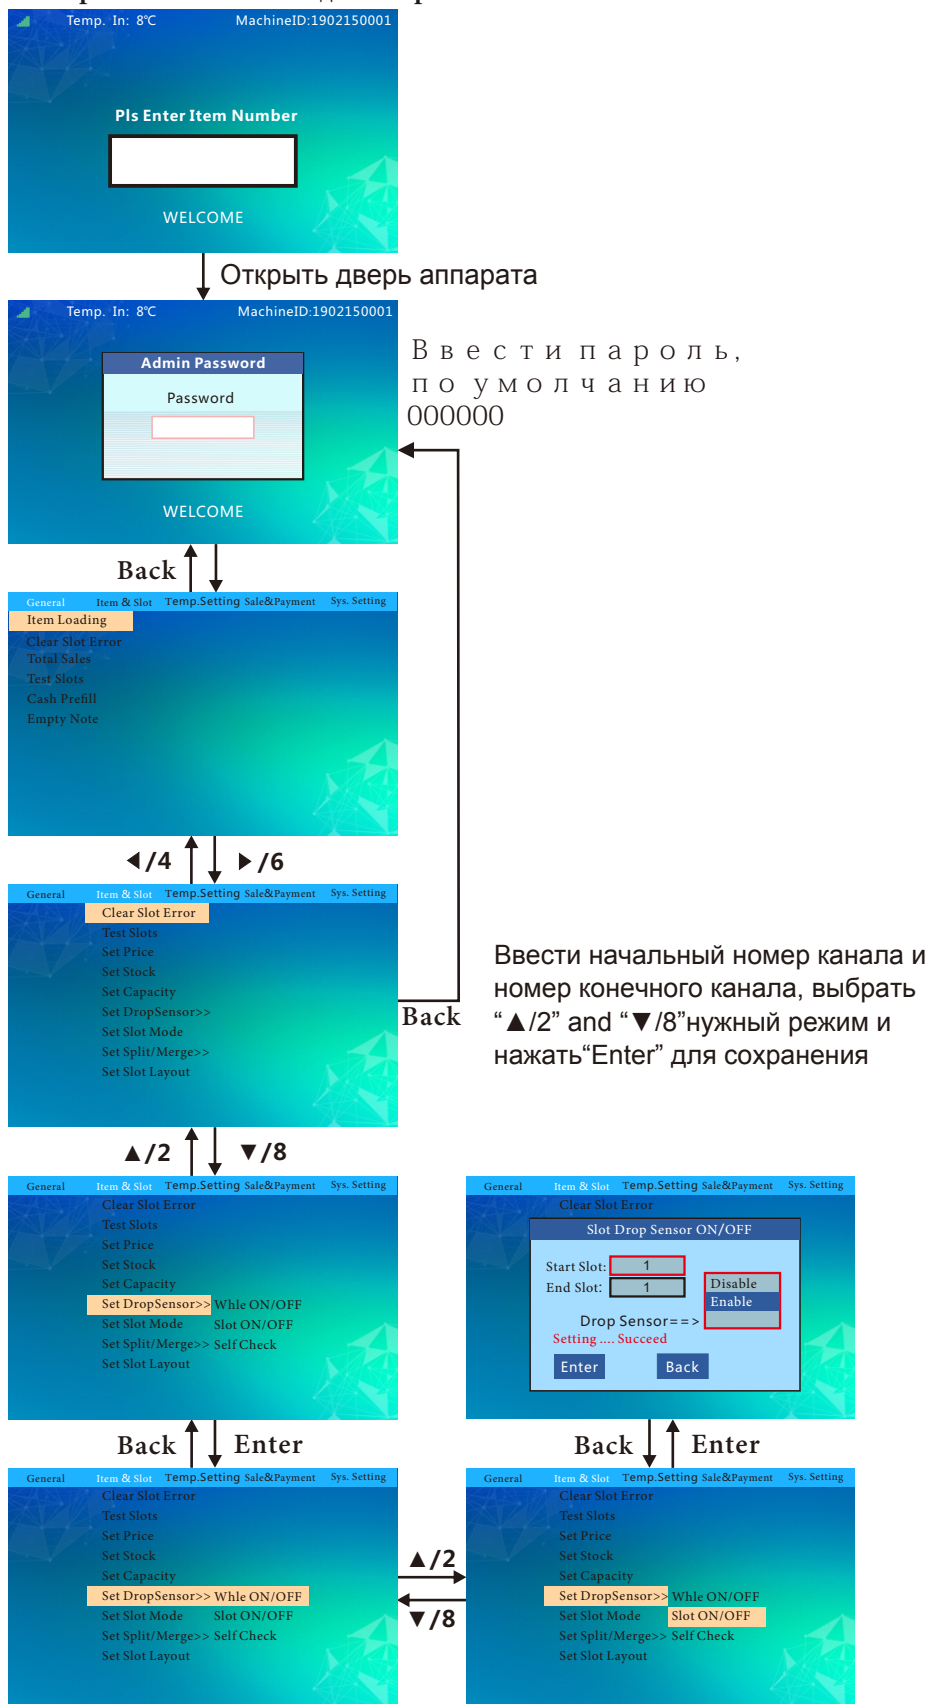 Temp. In: 8℃ MachineID:1902150001
Pls Enter Item Number
WELCOME
Открыть дверь аппарата
Temp. In: 8℃ MachineID:1902150001
Admin Password
Password
WELCOME
Ввести пароль,
по умолчанию
000000
Back
General Item & Slot Temp.Setting Sale&Payment Sys. Setting
Item Loading
Clear Slot Error
Total Sales
Test Slots
Cash Prefill
Empty Note
◀/4 ▶/6
General Item & Slot Temp.Setting Sale&Payment Sys. Setting
Clear Slot Error
Test Slots
Set Price
Set Stock
Set Capacity
Set DropSensor>>
Set Slot Mode
Set Split/Merge>>
Set Slot Layout
Back
Ввести начальный номер канала и
номер конечного канала, выбрать
“▲/2” and “▼/8”нужный режим и
нажать“Enter” для сохранения
▲/2 ▼/8
General Item & Slot Temp.Setting Sale&Payment Sys. Setting
Clear Slot Error
Test Slots
Set Price
Set Stock
Set Capacity
Set DropSensor>> Whle ON/OFF
Set Slot Mode Slot ON/OFF
Set Split/Merge>> Self Check
Set Slot Layout
General Item & Slot Temp.Setting Sale&Payment Sys. Setting
Clear Slot Error
Slot Drop Sensor ON/OFF
Start Slot: 1
End Slot: 1
Disable
Enable
Drop Sensor==>
Setting .... Succeed
Enter Back
Back Enter
Back Enter
General Item & Slot Temp.Setting Sale&Payment Sys. Setting
Clear Slot Error
Test Slots
Set Price
Set Stock
Set Capacity
Set DropSensor>> Whle ON/OFF
Set Slot Mode Slot ON/OFF
Set Split/Merge>> Self Check
Set Slot Layout
▲/2
▼/8
General Item & Slot Temp.Setting Sale&Payment Sys. Setting
Clear Slot Error
Test Slots
Set Price
Set Stock
Set Capacity
Set DropSensor>> Whle ON/OFF
Set Slot Mode Slot ON/OFF
Set Split/Merge>> Self Check
Set Slot Layout